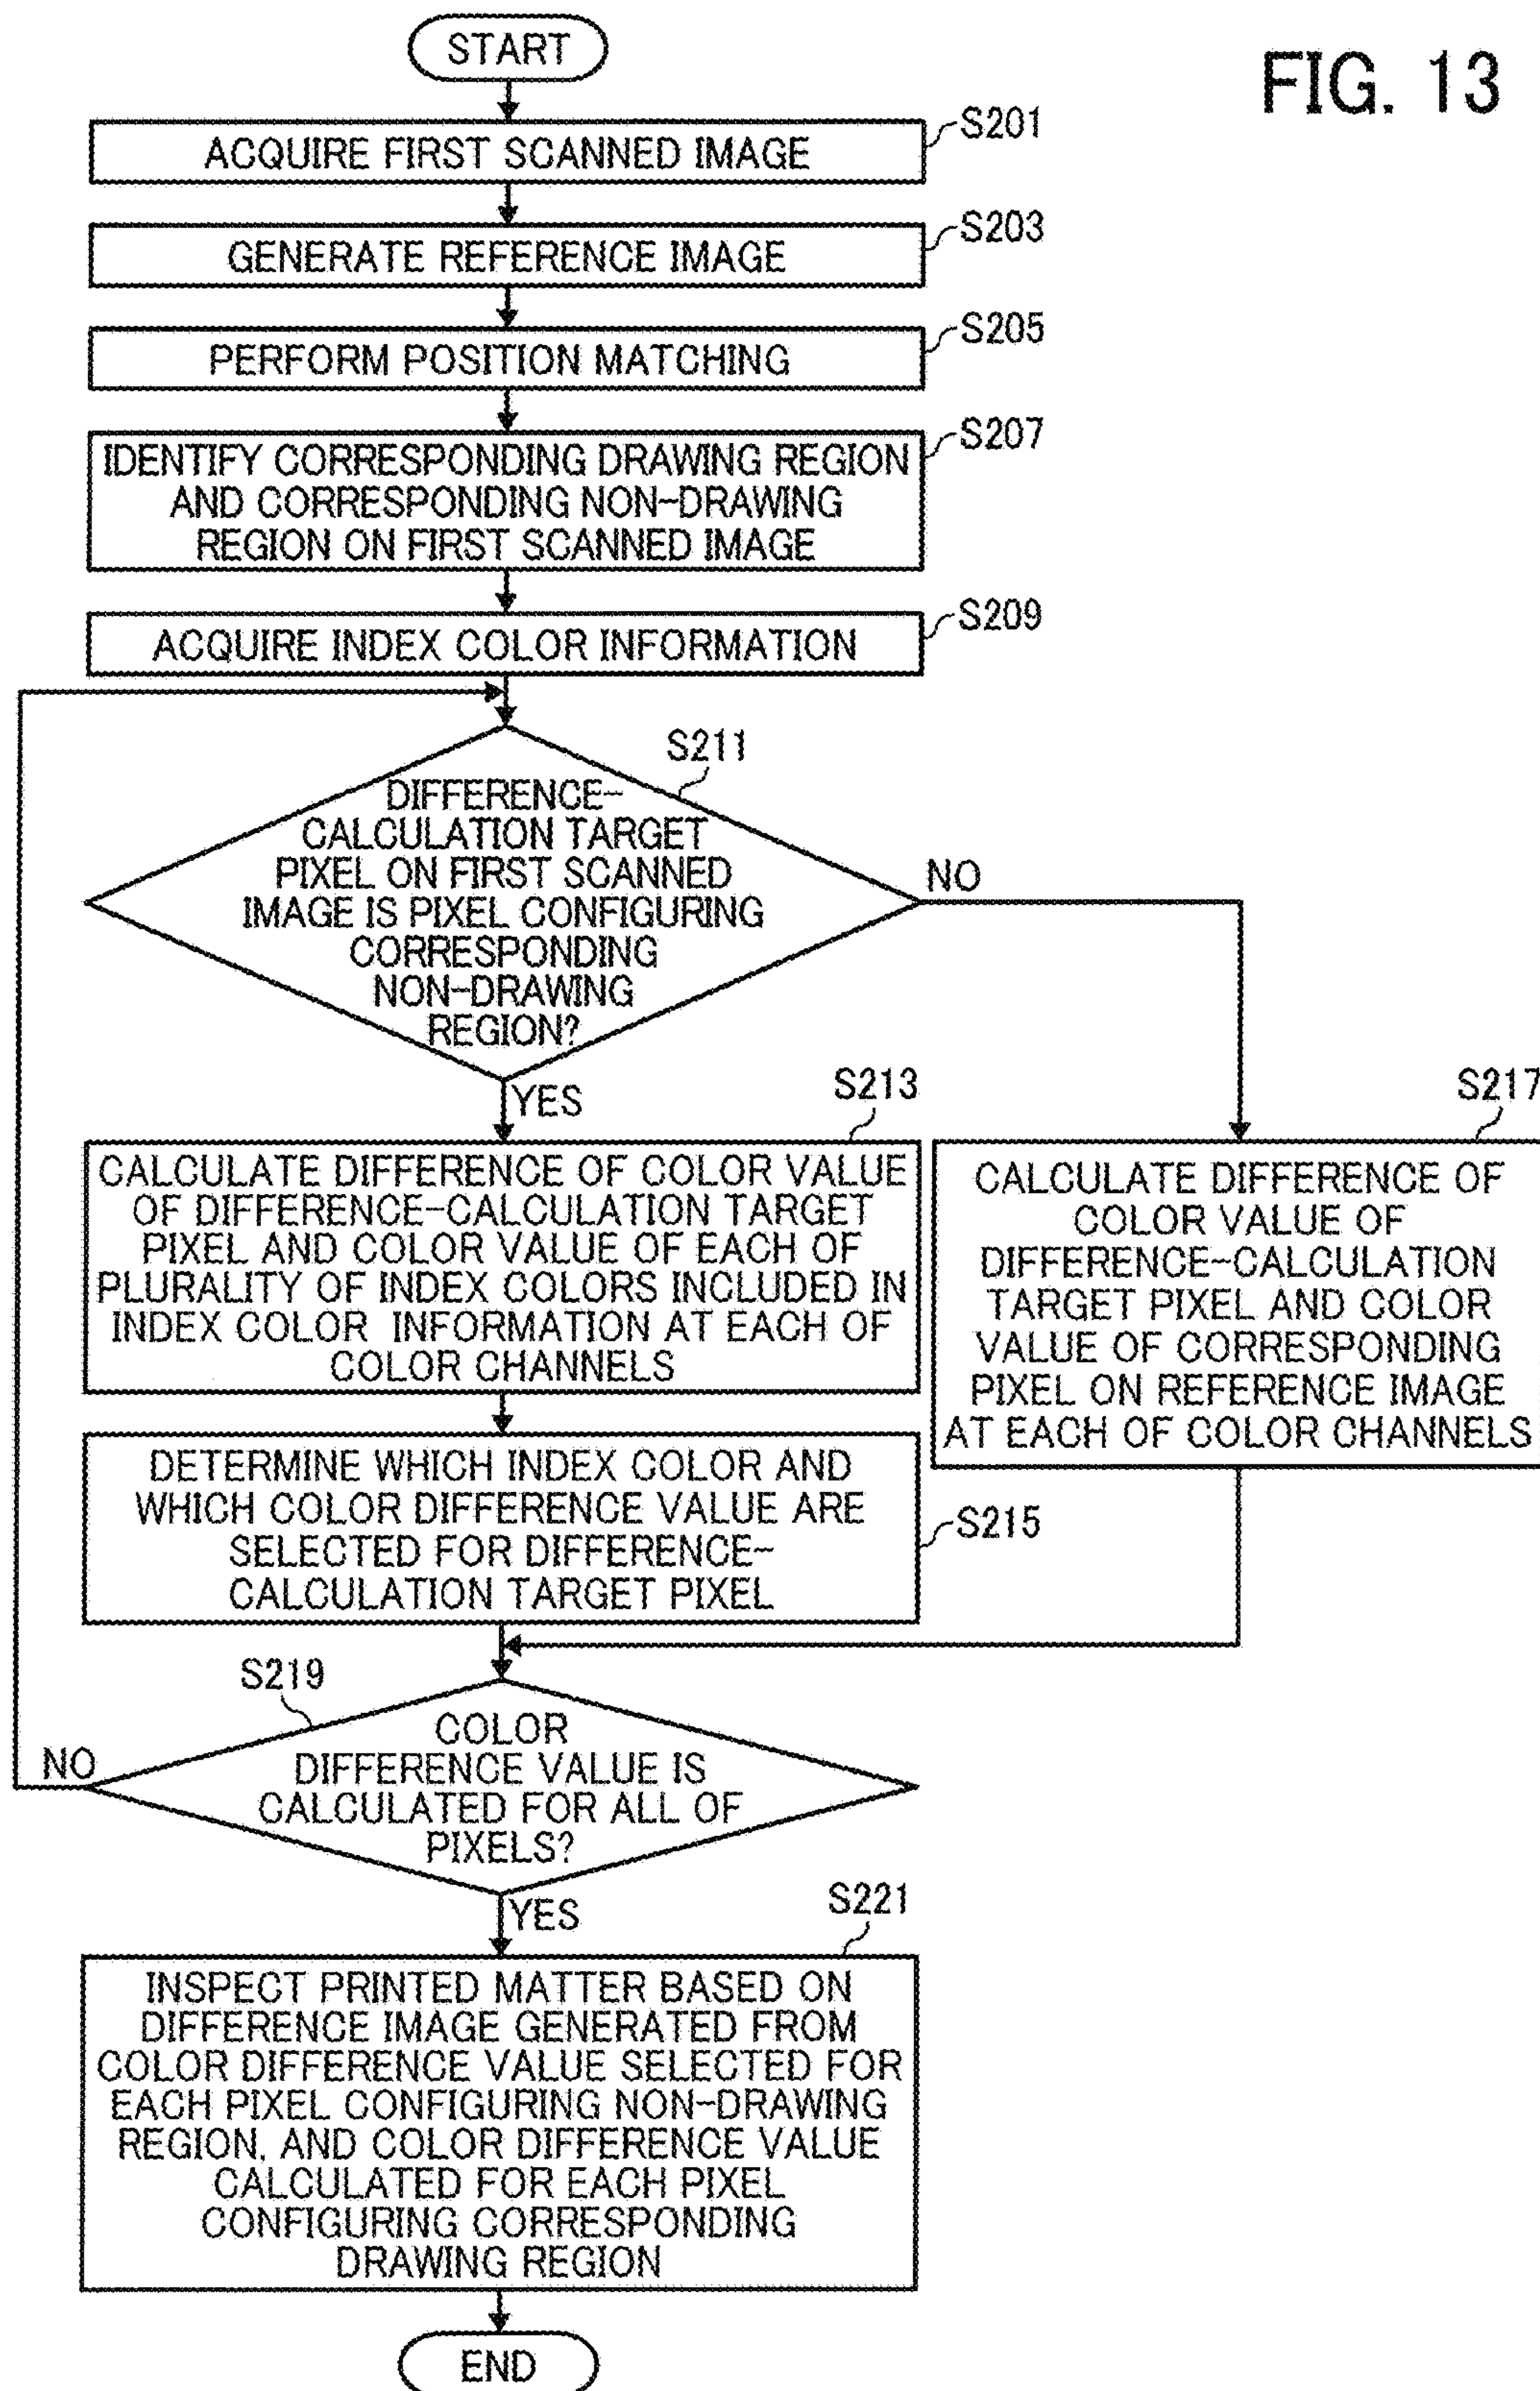 FIG. 13
START
S201
ACQUIRE FIRST SCANNED IMAGE
S203
GENERATE REFERENCE IMAGE
S205
PERFORM POSITION MATCHING
S207
IDENTIFY CORRESPONDING DRAWING REGION
AND CORRESPONDING NON-DRAWING
REGION ON FIRST SCANNED IMAGE
S209
ACQUIRE INDEX COLOR INFORMATION
S211
DIFFERENCE-
CALCULATION TARGET
PIXEL ON FIRST SCANNED
IMAGE IS PIXEL CONFIGURING
CORRESPONDING
NON-DRAWING
REGION?
NO
YES
S213
CALCULATE DIFFERENCE OF COLOR VALUE
OF DIFFERENCE-CALCULATION TARGET
PIXEL AND COLOR VALUE OF EACH OF
PLURALITY OF INDEX COLORS INCLUDED IN
INDEX COLOR INFORMATION AT EACH OF
COLOR CHANNELS
S217
CALCULATE DIFFERENCE OF
COLOR VALUE OF
DIFFERENCE-CALCULATION
TARGET PIXEL AND COLOR
VALUE OF CORRESPONDING
PIXEL ON REFERENCE IMAGE
AT EACH OF COLOR CHANNELS
DETERMINE WHICH INDEX COLOR AND
WHICH COLOR DIFFERENCE VALUE ARE
SELECTED FOR DIFFERENCE-
CALCULATION TARGET PIXEL
S215
S219
COLOR
DIFFERENCE VALUE IS
CALCULATED FOR ALL OF
PIXELS?
NO
YES
S221
INSPECT PRINTED MATTER BASED ON
DIFFERENCE IMAGE GENERATED FROM
COLOR DIFFERENCE VALUE SELECTED FOR
EACH PIXEL CONFIGURING NON-DRAWING
REGION, AND COLOR DIFFERENCE VALUE
CALCULATED FOR EACH PIXEL
CONFIGURING CORRESPONDING
DRAWING REGION
END